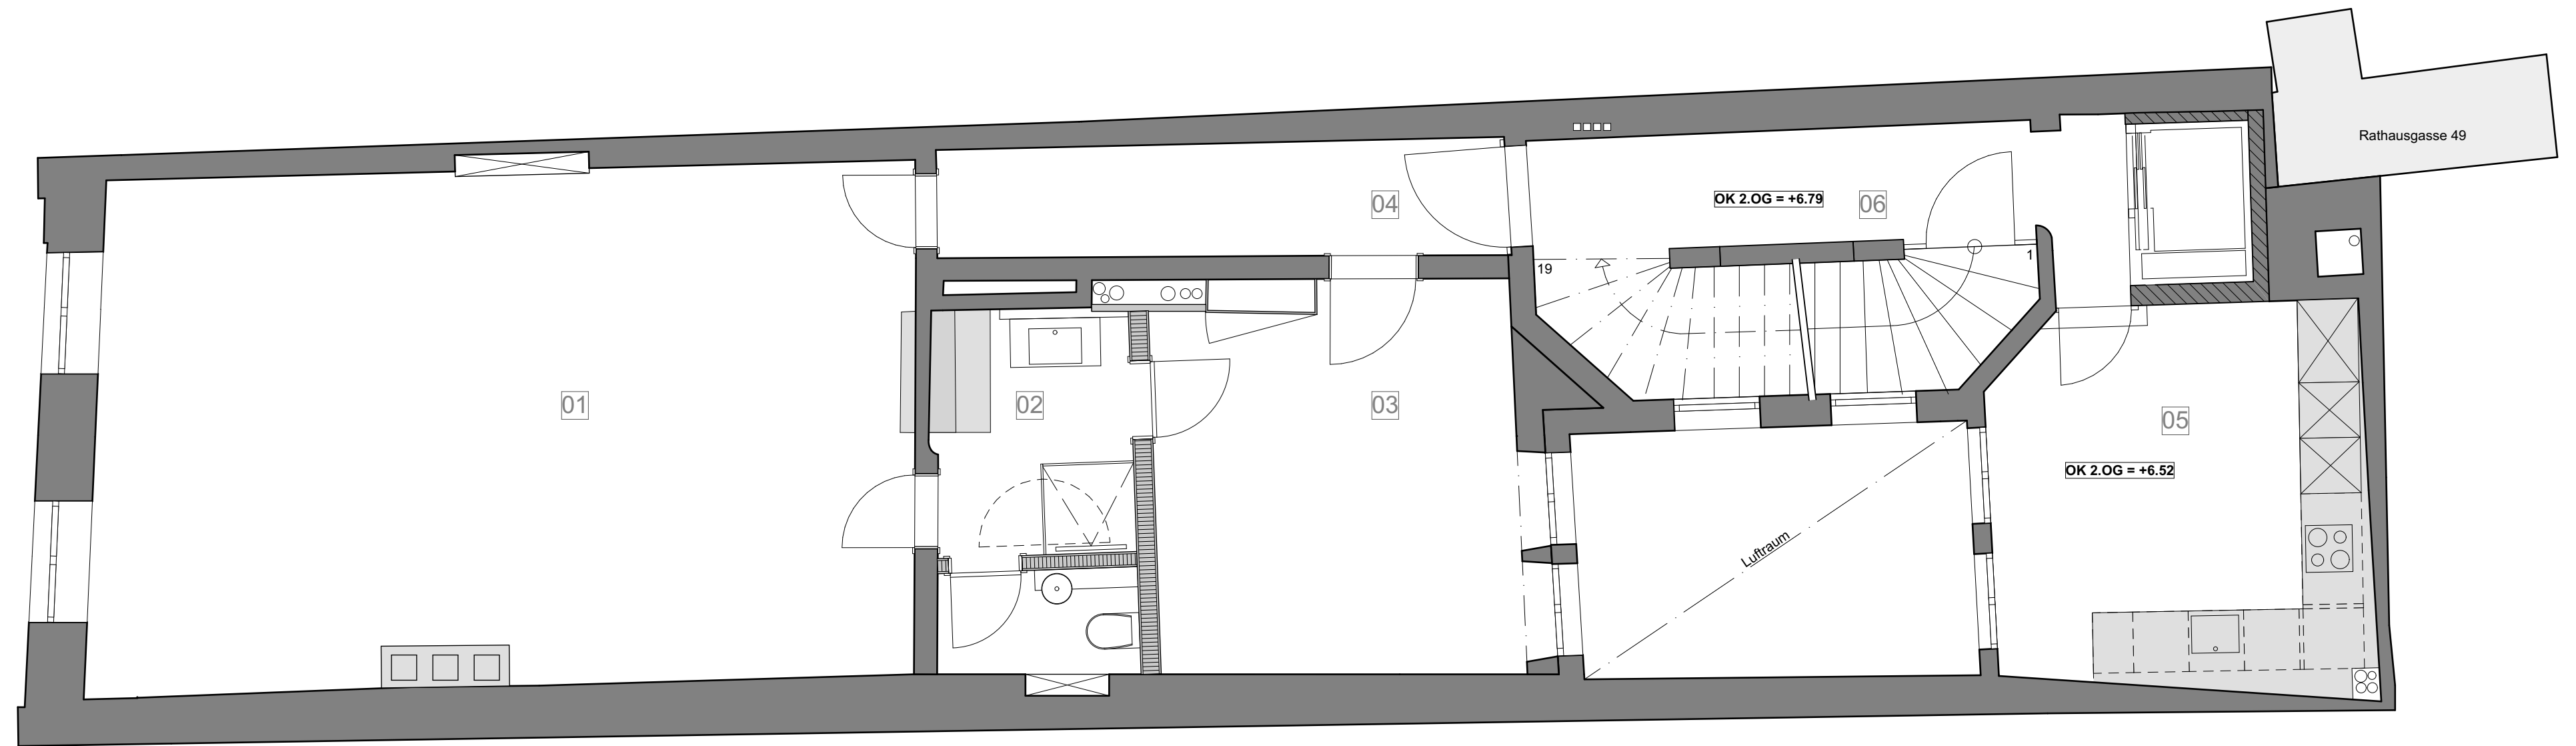 Rathausgasse 49
04
OK 2.OG = +6.79
06
19
1
01
02
03
05
OK 2.OG = +6.52
Luftraum